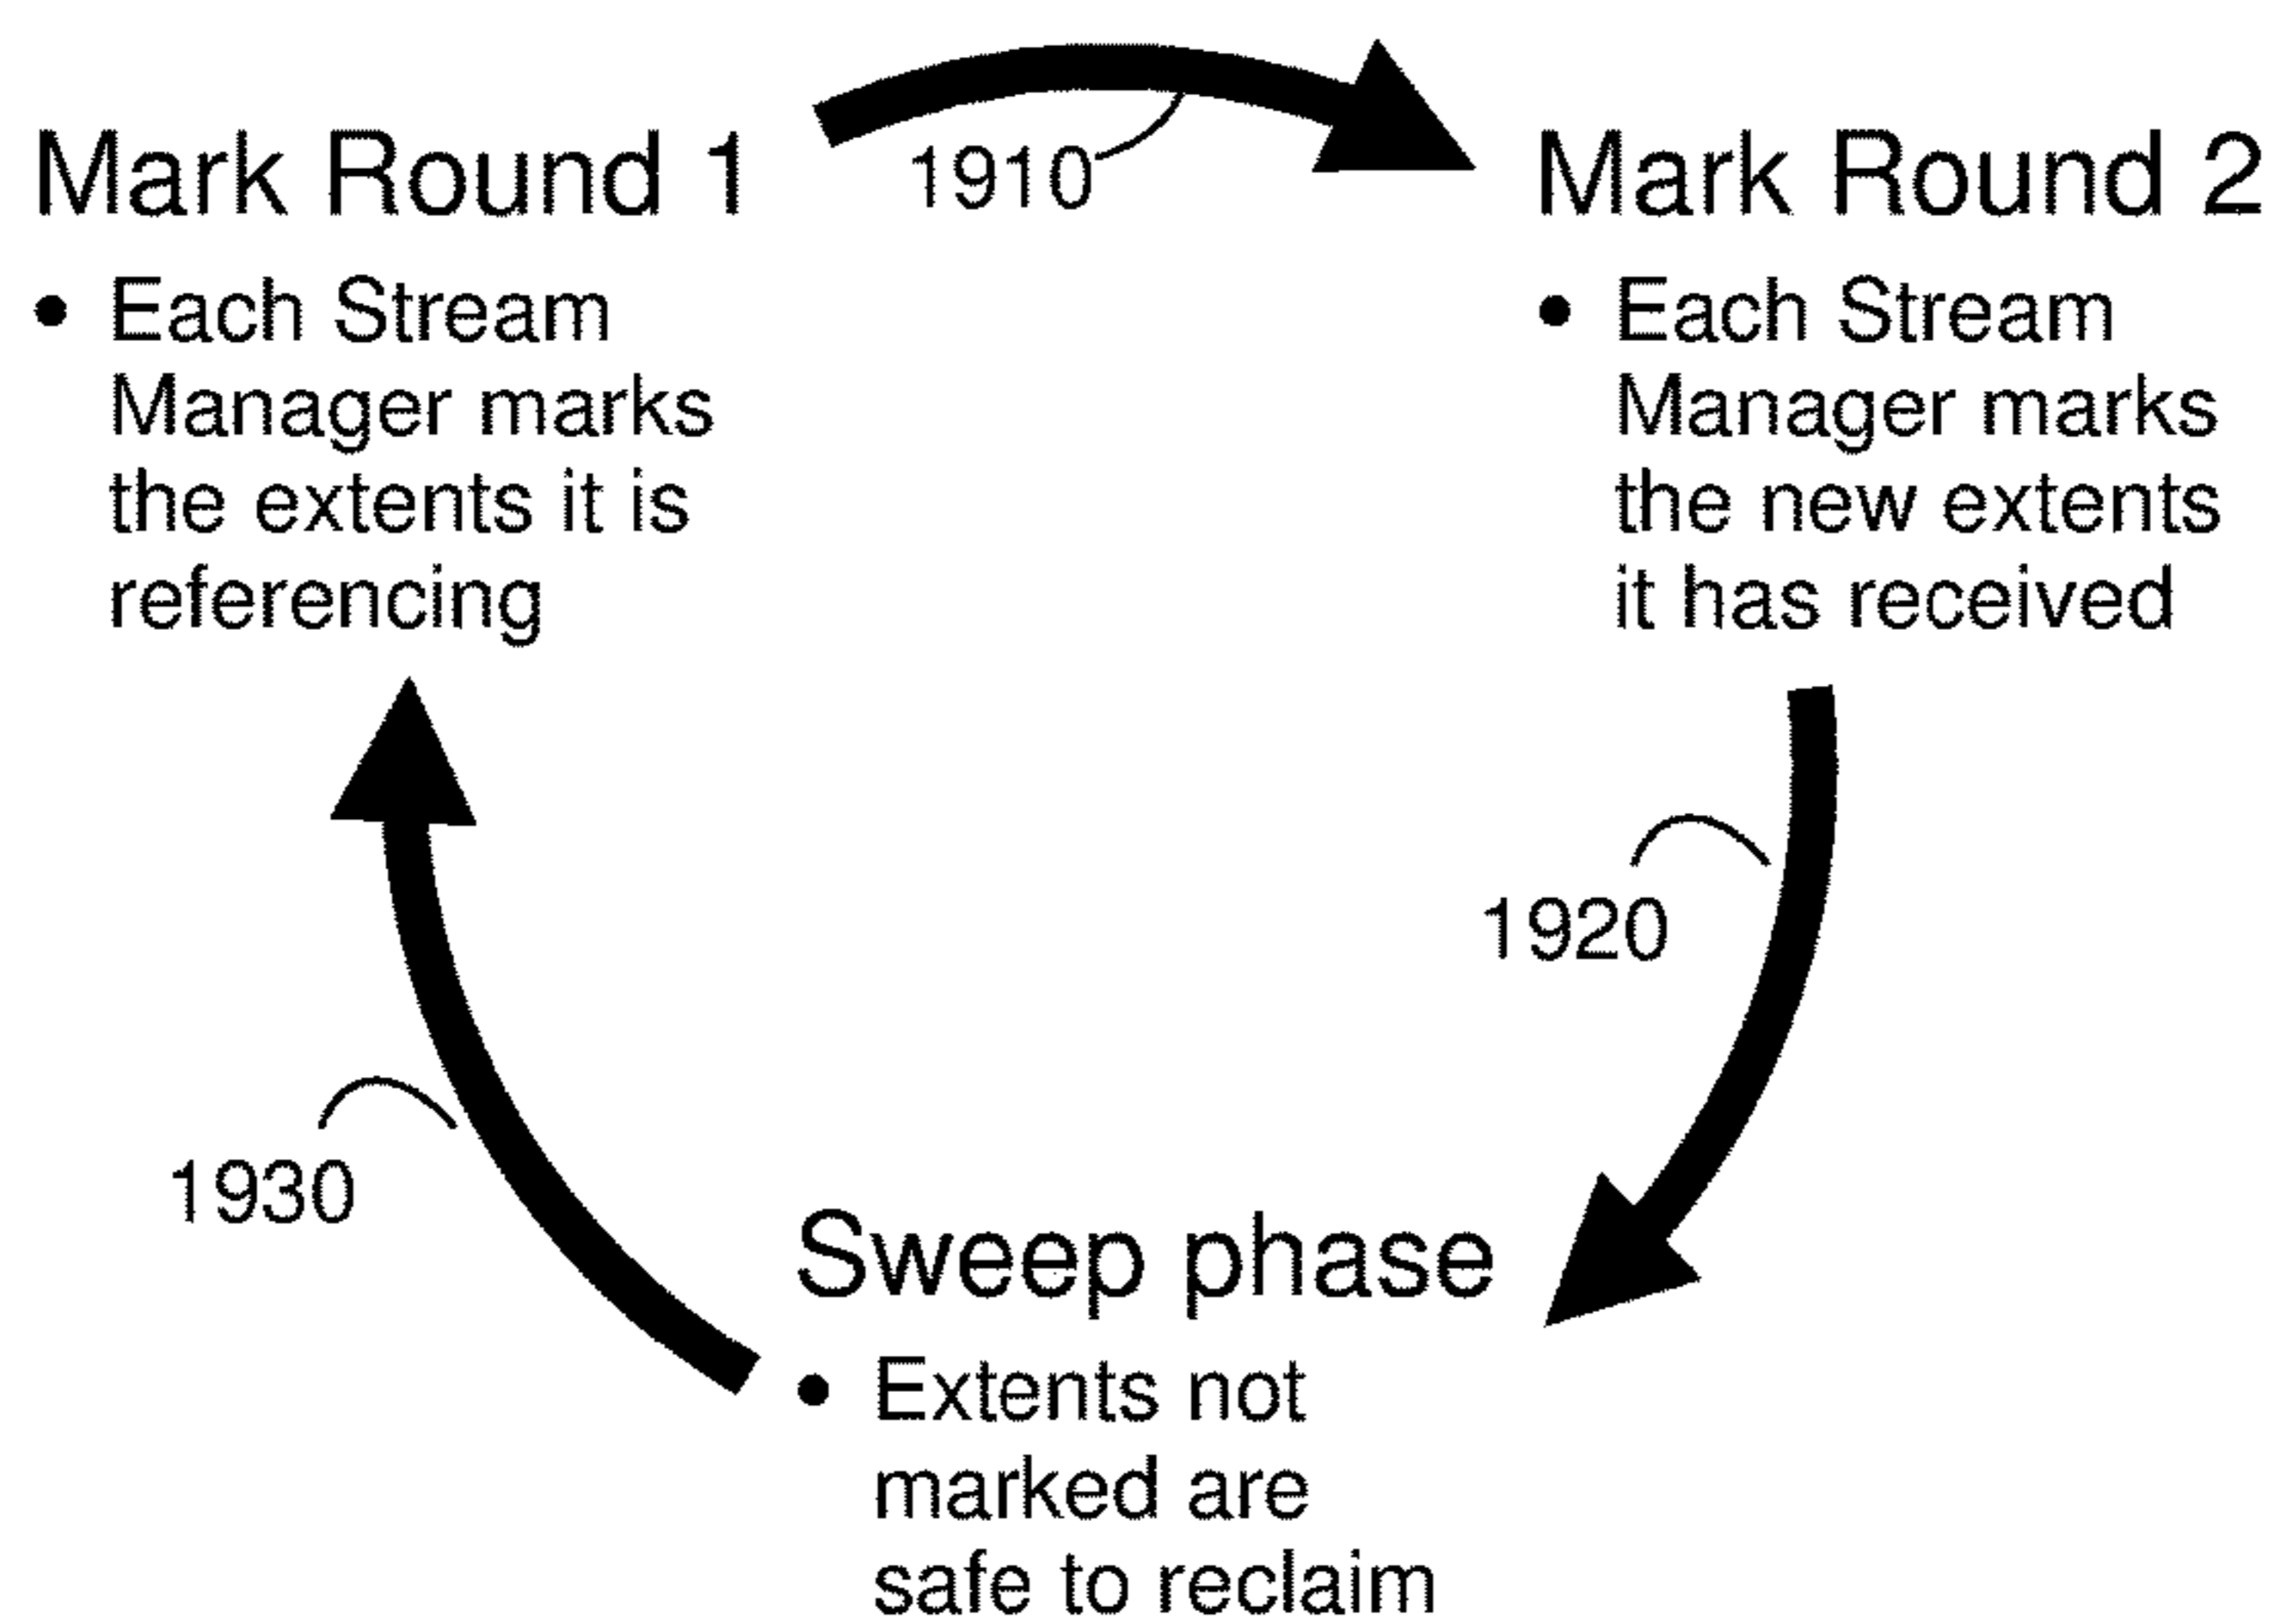 Mark Round 1
• Each Stream
Manager marks
the extents it is
referencing
1910
Mark Round 2
• Each Stream
Manager marks
the new extents
it has received
1920
1930
Sweep phase
• Extents not
marked are
safe to reclaim